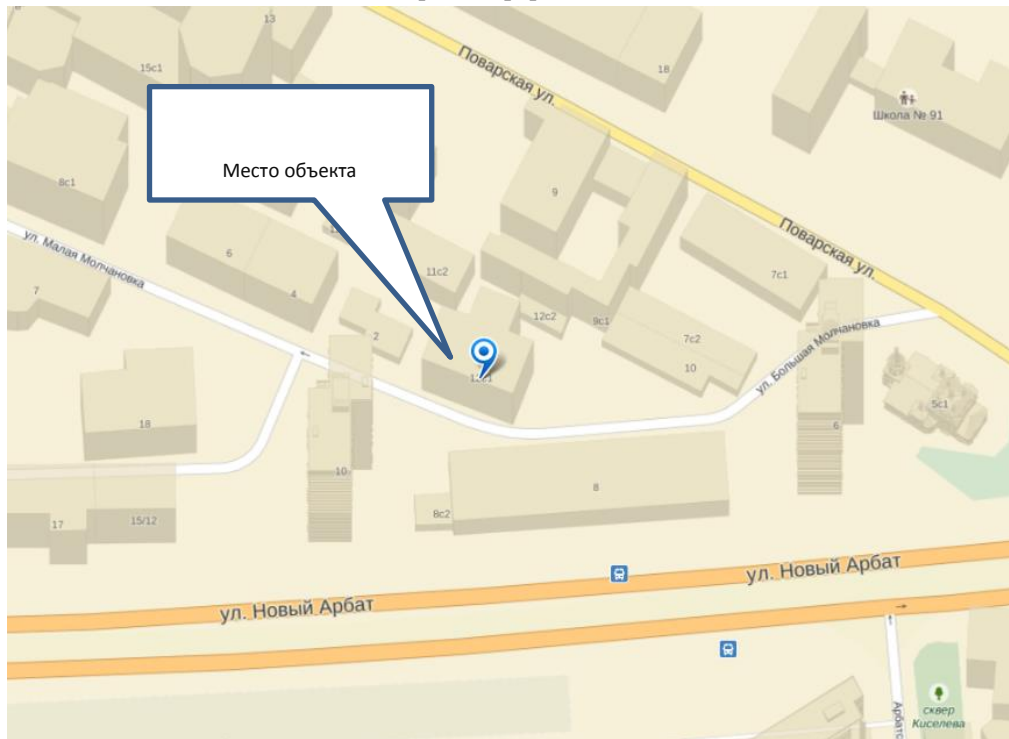 13
Поварская ул.
15с1
18
Школа № 91
Место объекта
8с1
9
ул. Малая Молчановка
6
Поварская ул.
11с2
7с1
4
7
12с2
9с1
2
7с2
ул. Большая Молчановка
10
5с1
18
6
10
8
8с2
17
15/12
ул. Новый Арбат
ул. Новый Арбат
сквер
Киселева